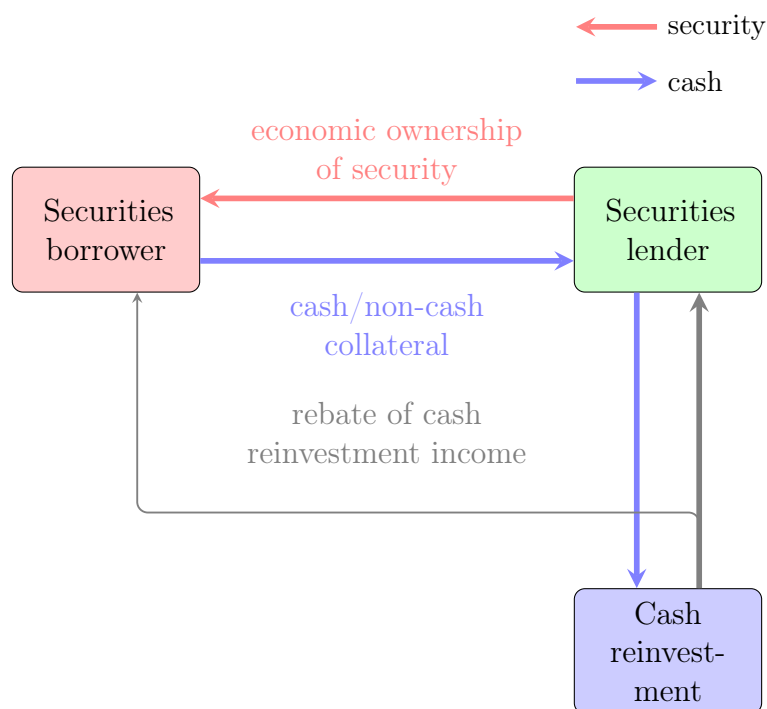 security
cash
economic ownership
of security
Securities
borrower
Securities
lender
cash/non-cash
collateral
rebate of cash
reinvestment income
Cash
reinvest-
ment